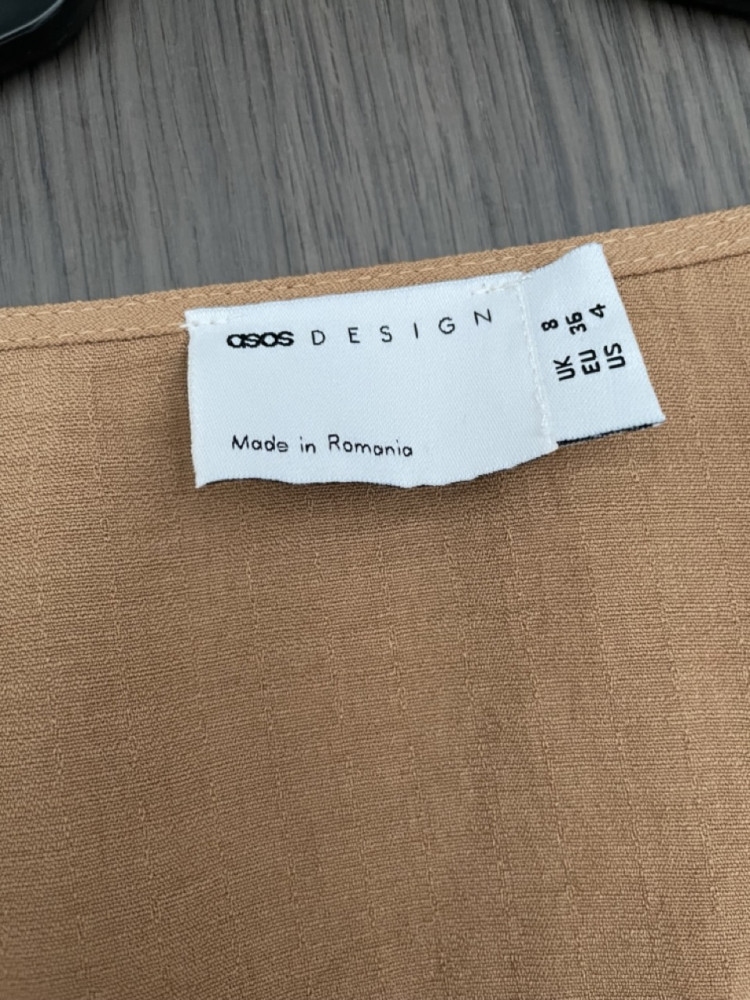 asos DESIGN
Made in Romania
UK 8
EU 36
US 4